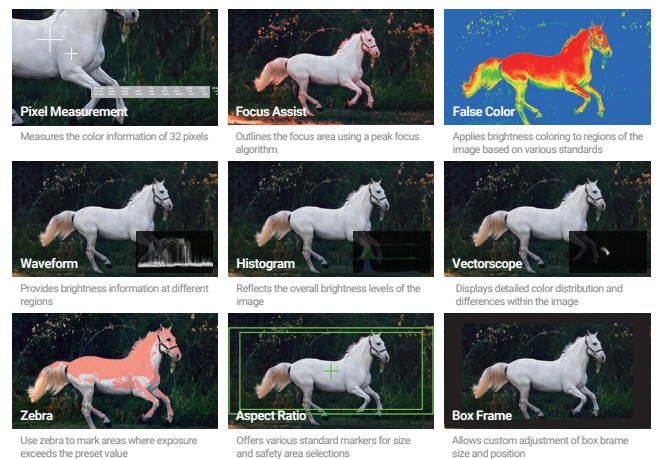 Pixel Measurement
Measures the color information of 32 pixels
Focus Assist
Outlines the focus area using a peak focus
algorithm
False Color
Applies brightness coloring to regions of the
image based on various standards
Waveform
Provides brightness information at different
regions
Histogram
Reflects the overall brightness levels of the
image
Vectorscope
Displays detailed color distribution and
differences within the image
Zebra
Use zebra to mark areas where exposure
exceeds the preset value
Aspect Ratio
Offers various standard markers for size
and safety area selections
Box Frame
Allows custom adjustment of box brame
size and position